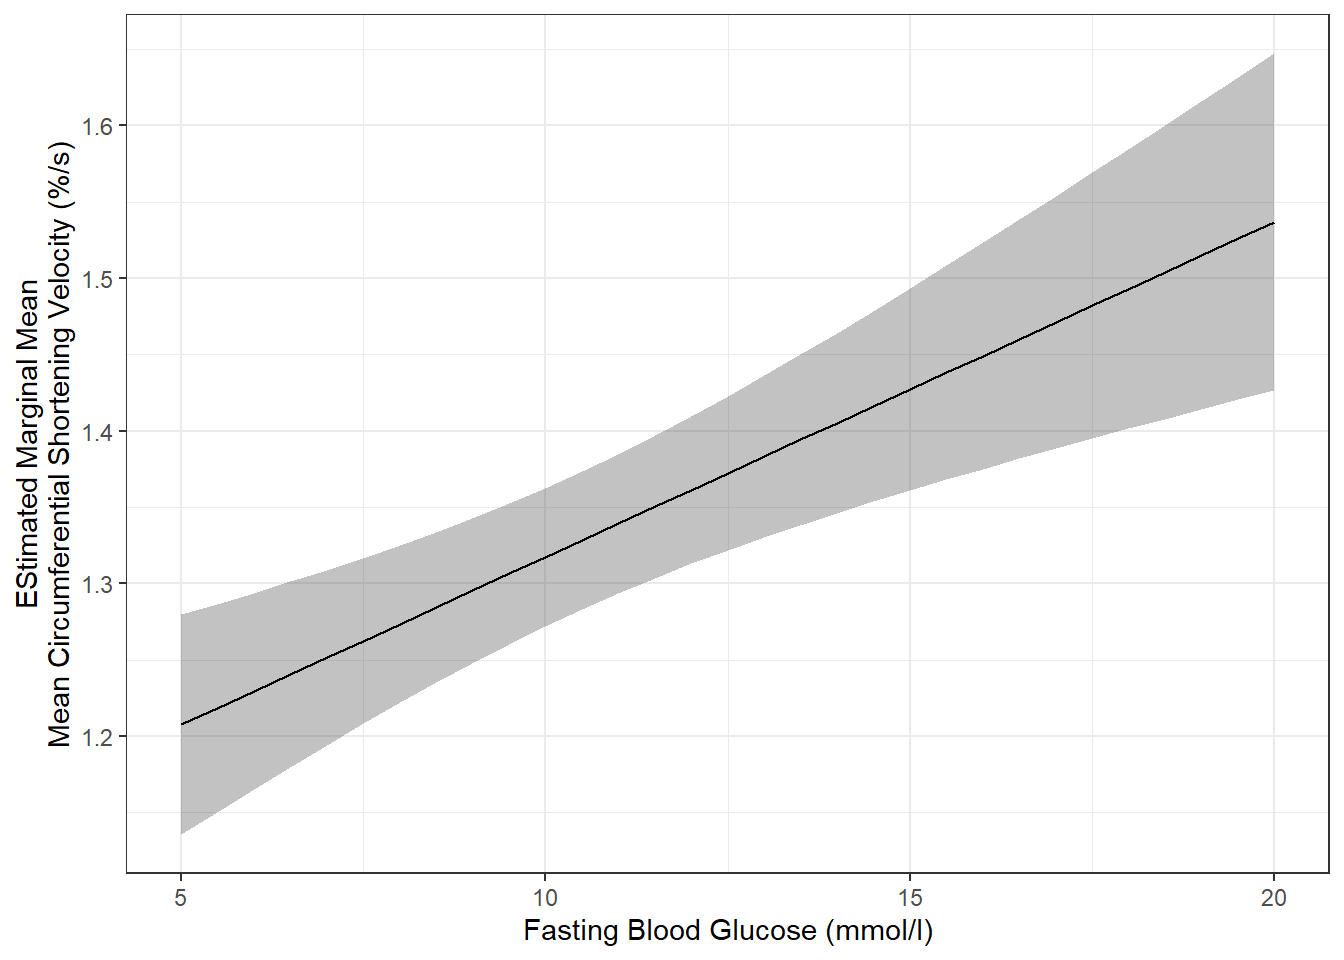 EStimated Marginal Mean
Mean Circumferential Shortening Velocity (%/s)
1.6
1.5
1.4
1.3
1.2
5 10 15 20
Fasting Blood Glucose (mmol/l)